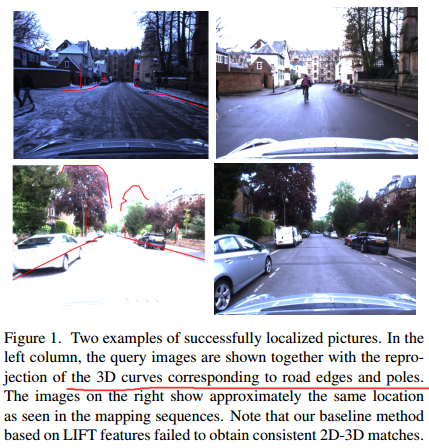 Figure 1. Two examples of successfully localized pictures. In the
left column, the query images are shown together with the repro-
jection of the 3D curves corresponding to road edges and poles.
The images on the right show approximately the same location
as seen in the mapping sequences. Note that our baseline method
based on LIFT features failed to obtain consistent 2D-3D matches.